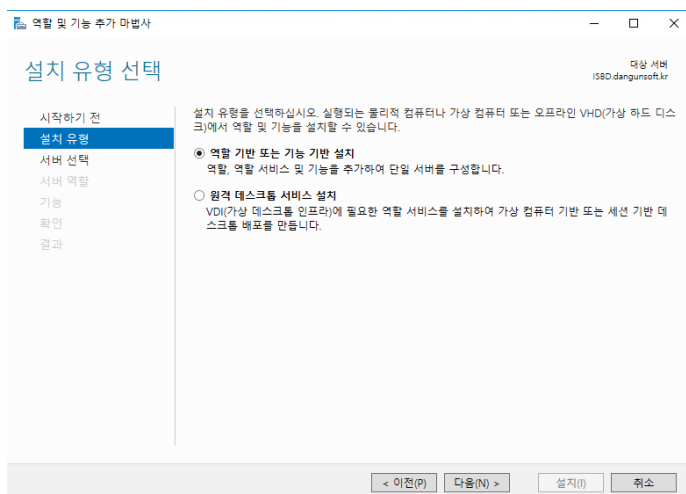 역할 및 기능 추가 마법사
설치 유형 선택
대상 서버
ISBD.dangunsoft.kr
시작하기 전
설치 유형
서버 선택
서버 역할
기능
확인
결과
설치 유형을 선택하십시오. 실행되는 물리적 컴퓨터나 가상 컴퓨터 또는 오프라인 VHD(가상 하드 디스
크)에서 역할 및 기능을 설치할 수 있습니다.
역할 기반 또는 기능 기반 설치
역할, 역할 서비스 및 기능을 추가하여 단일 서버를 구성합니다.
원격 데스크톱 서비스 설치
VDI(가상 데스크톱 인프라)에 필요한 역할 서비스를 설치하여 가상 컴퓨터 기반 또는 세션 기반 데
스크톱 배포를 만듭니다.
< 이전(P) 다음(N) > 설치(I) 취소